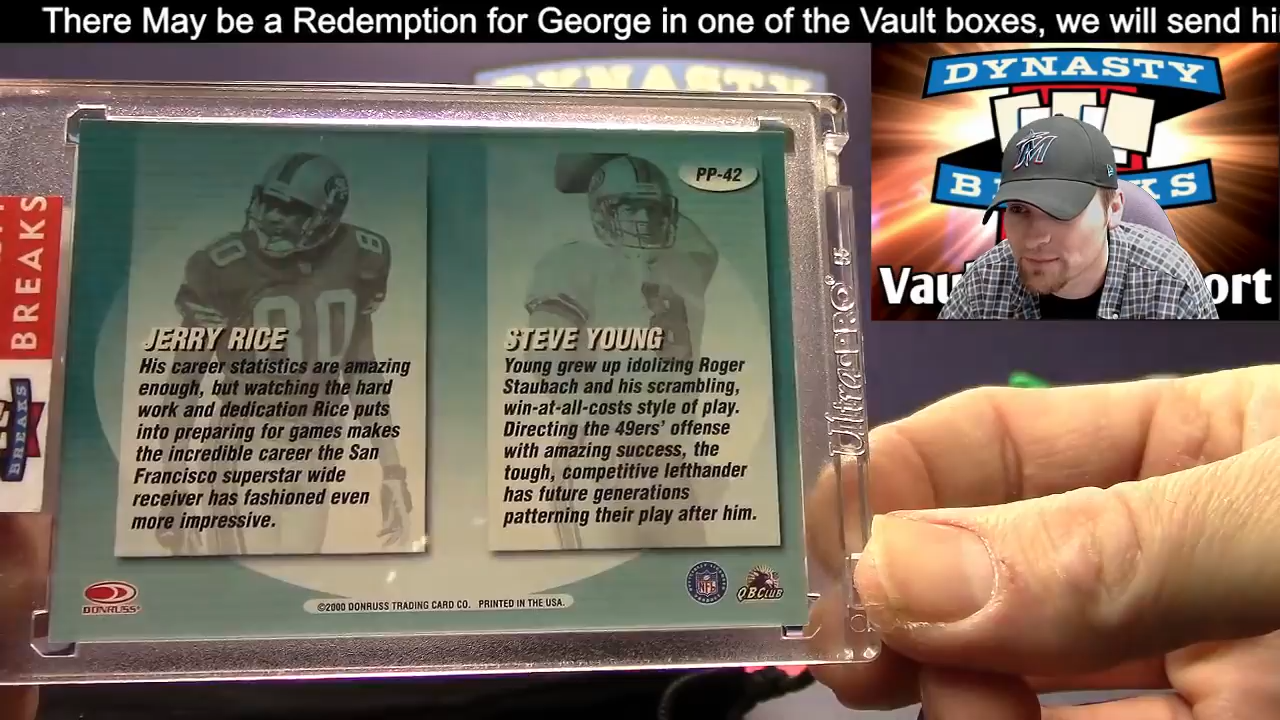 There May be a Redemption for George in one of the Vault boxes, we will send hi
DYNASTY
BREAKS
PP-42
80
JERRY RICE
His career statistics are amazing
enough, but watching the hard
work and dedication Rice puts
into preparing for games makes
the incredible career the San
Francisco superstar wide
receiver has fashioned even
more impressive.
STEVE YOUNG
Young grew up idolizing Roger
Staubach and his scrambling,
win-at-all-costs style of play.
Directing the 49ers' offense
with amazing success, the
tough, competitive lefthander
has future generations
patterning their play after him.
DONRUSS
©2000 DONRUSS TRADING CARD CO. PRINTED IN THE USA.
NFL
QB CLUB
Ultra PRO
BREAKS
DYNASTY
M